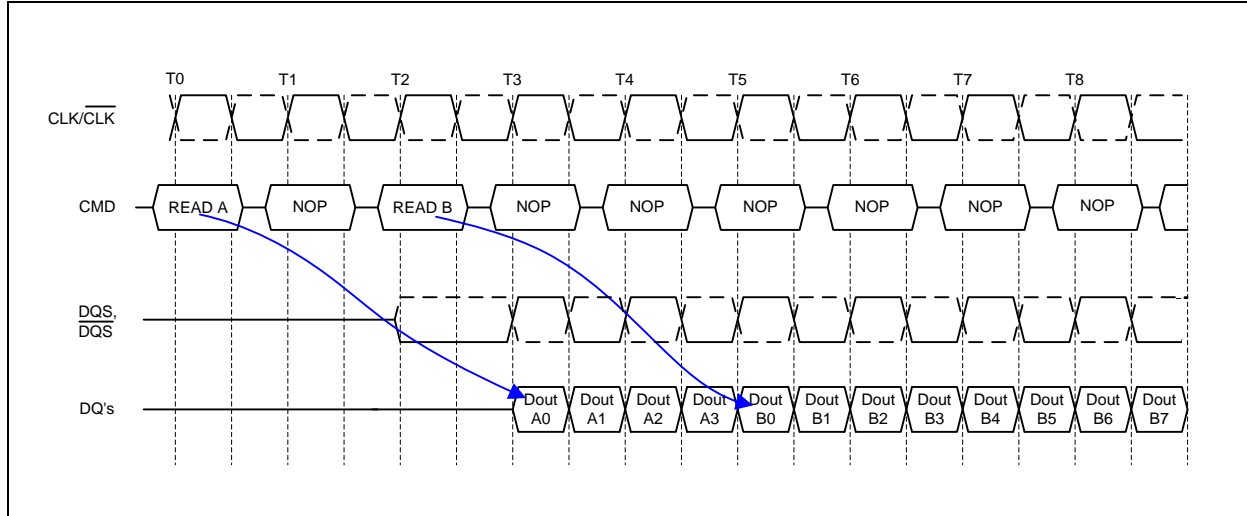 T0 T1 T2 T3 T4 T5 T6 T7 T8
CLK/CLK
CMD READ A NOP READ B NOP NOP NOP NOP NOP NOP
DQS,
DQS
DQ's
Dout Dout Dout Dout Dout Dout Dout Dout Dout Dout Dout Dout
A0 A1 A2 A3 B0 B1 B2 B3 B4 B5 B6 B7